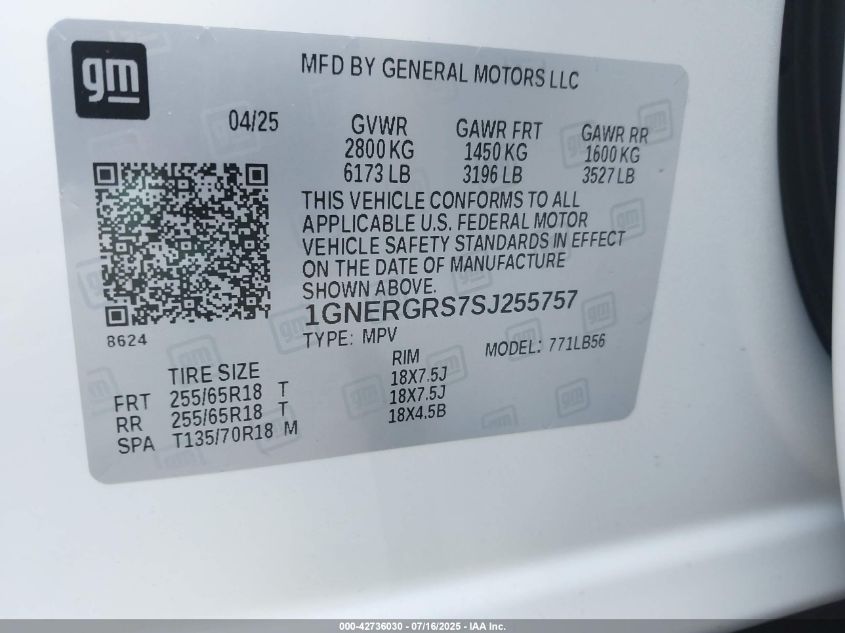 gm
MFD BY GENERAL MOTORS LLC
04/25 GVWR GAWR FRT GAWR RR
2800 KG 1450 KG 1600 KG
6173 LB 3196 LB 3527 LB
THIS VEHICLE CONFORMS TO ALL
APPLICABLE U.S. FEDERAL MOTOR
VEHICLE SAFETY STANDARDS IN EFFECT
ON THE DATE OF MANUFACTURE
SHOWN ABOVE.
1GNERGRS7SJ255757
8624 TYPE: MPV MODEL: 771LB56
TIRE SIZE RIM
FRT 255/65R18 T 18X7.5J
RR 255/65R18 T 18X7.5J
SPA T135/70R18 M 18X4.5B
000-42736030 - 07/16/2025 - IAA Inc.